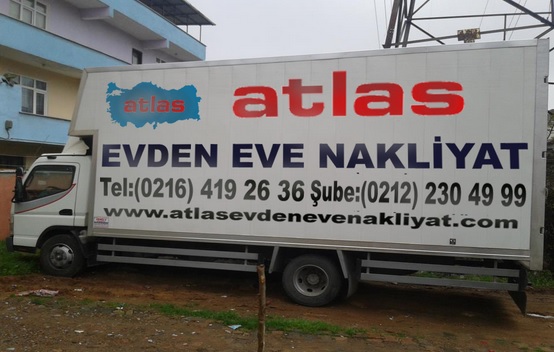 atlas atlas
EVDEN EVE NAKLİYAT
Tel:(0216) 419 26 36 Şube:(0212) 230 49 99
www.atlasevdenevenakliyat.com